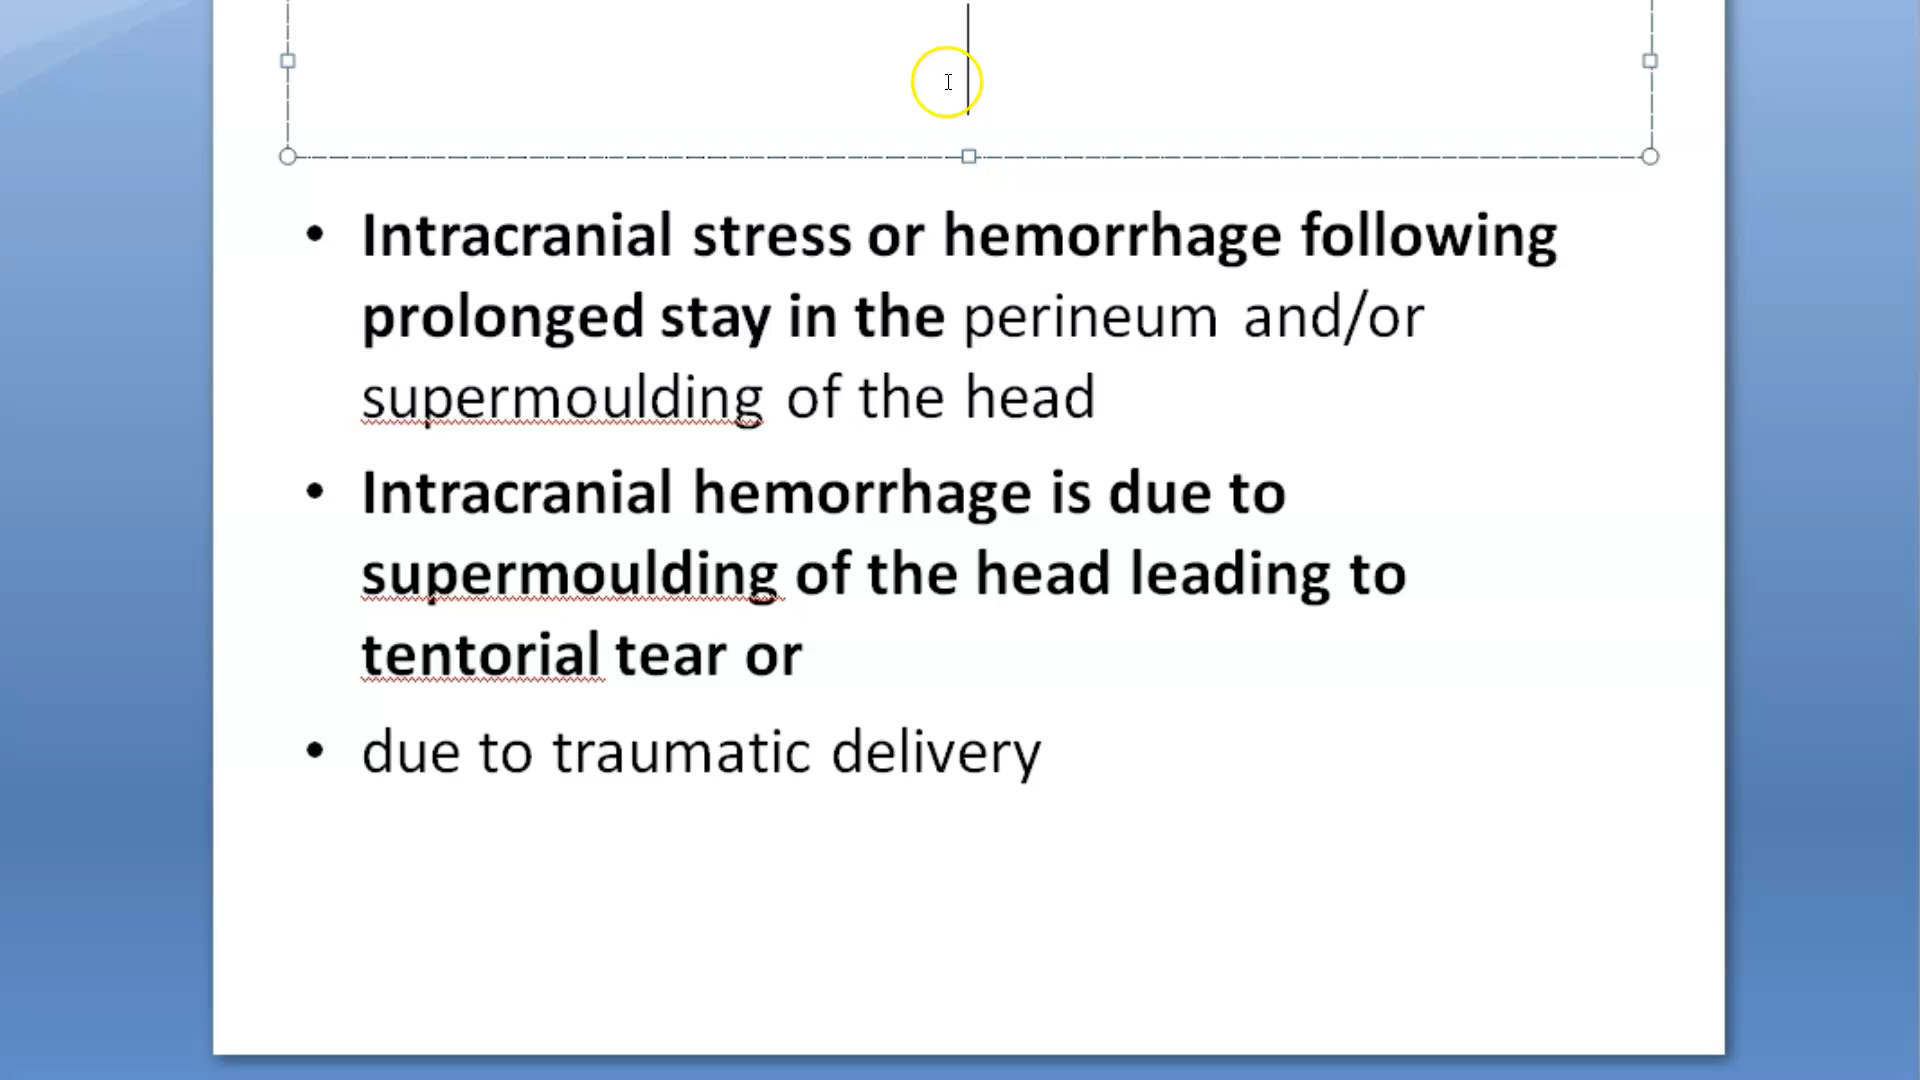 • Intracranial stress or hemorrhage following
prolonged stay in the perineum and/or
supermoulding of the head
• Intracranial hemorrhage is due to
supermoulding of the head leading to
tentorial tear or
• due to traumatic delivery